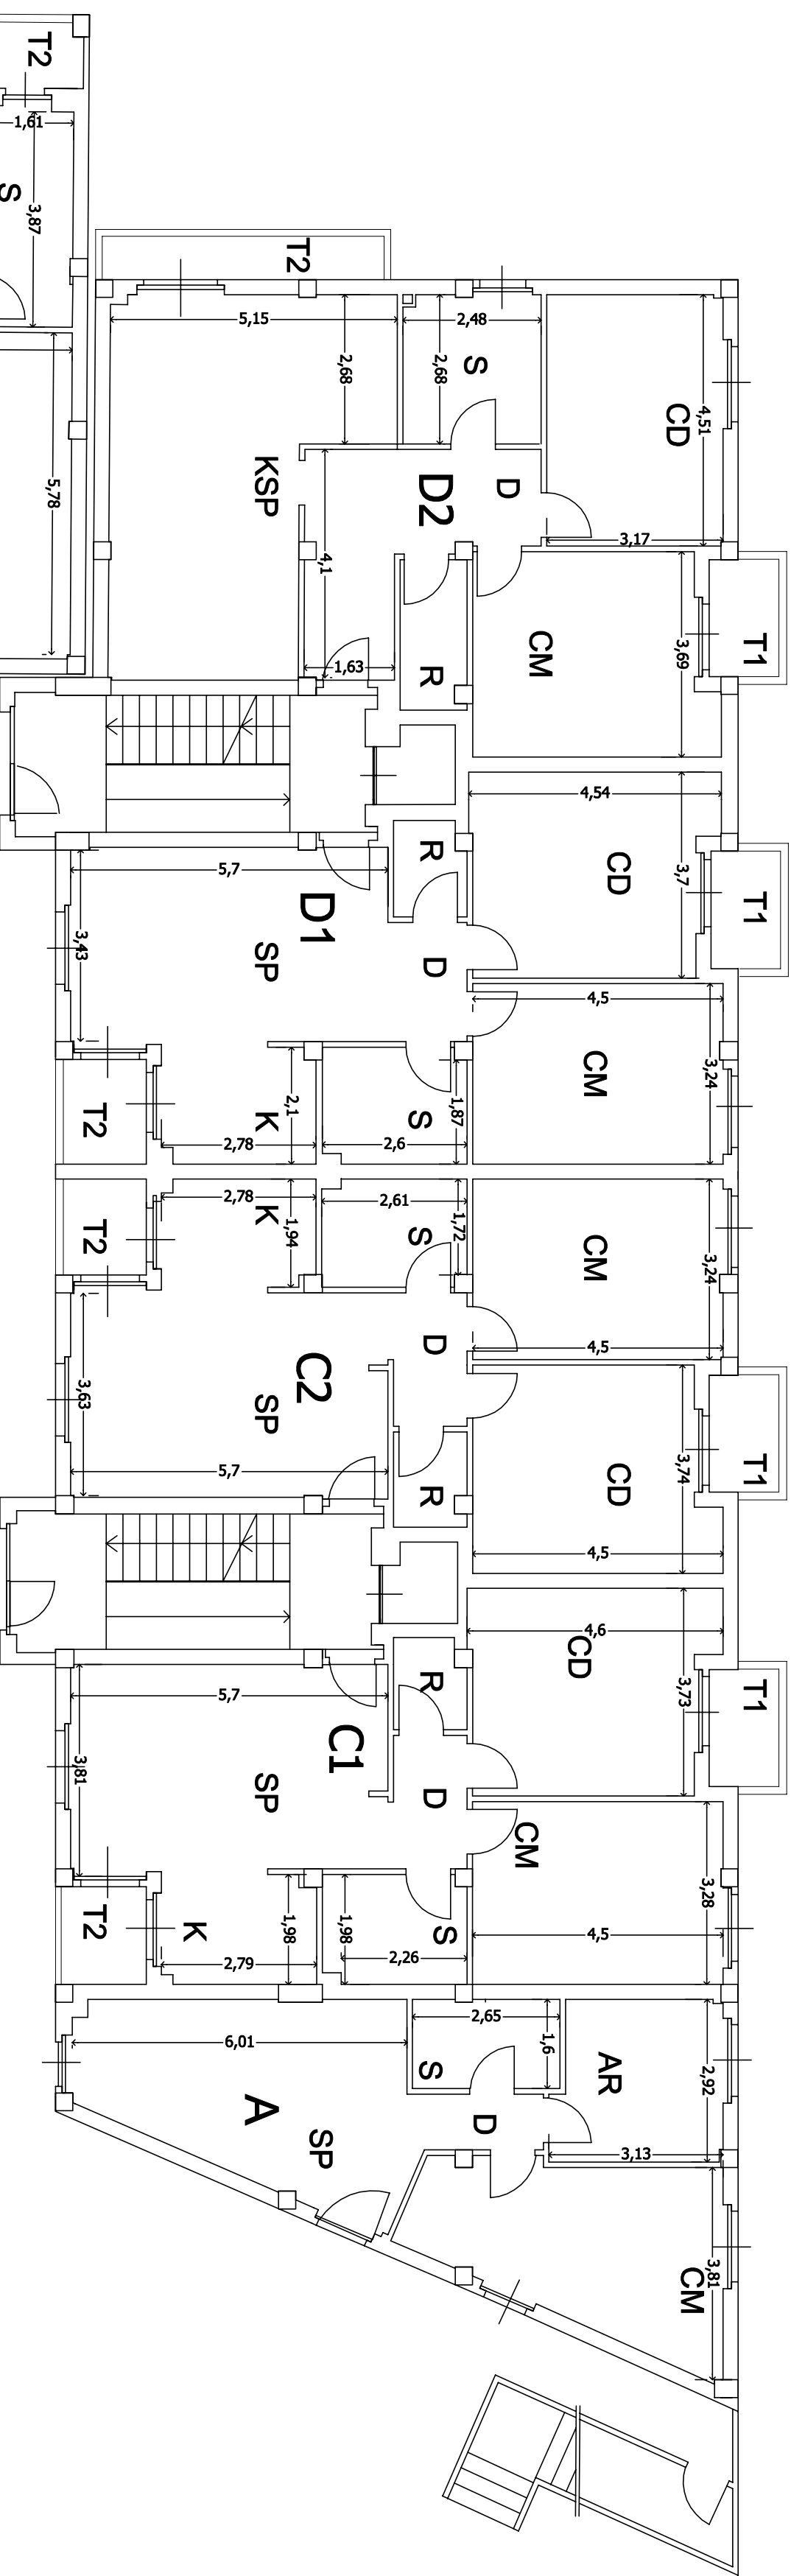 T2
1,61
S
3,87
5,78
T2
5,15
2,68
2,48
2,68
S
4,51
CD
KSP
D2
D
3,17
4,1
1,63
R
CM
3,69
T1
4,54
3,7
CD
T1
R
5,7
D1
3,43
SP
D
4,5
CM
3,24
T2
2,1
K
2,78
1,87
S
2,6
2,78
K
1,94
T2
2,61
1,72
S
CM
3,24
4,5
D
C2
3,63
SP
5,7
R
3,74
CD
4,5
T1
4,6
CD
3,73
T1
R
5,7
C1
3,81
SP
D
CM
3,28
4,5
T2
K
2,79
1,98
1,98
S
2,26
6,01
2,65
1,6
S
AR
2,92
3,13
A
SP
D
3,81
CM